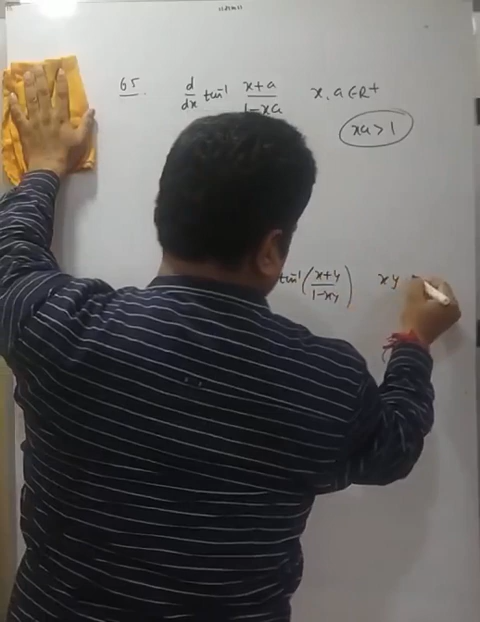 65. d/dx tan⁻¹ (x+a)/(1-xa) x, a ∈ R⁺
xa > 1
tan⁻¹ ((x+y)/(1-xy)) xy